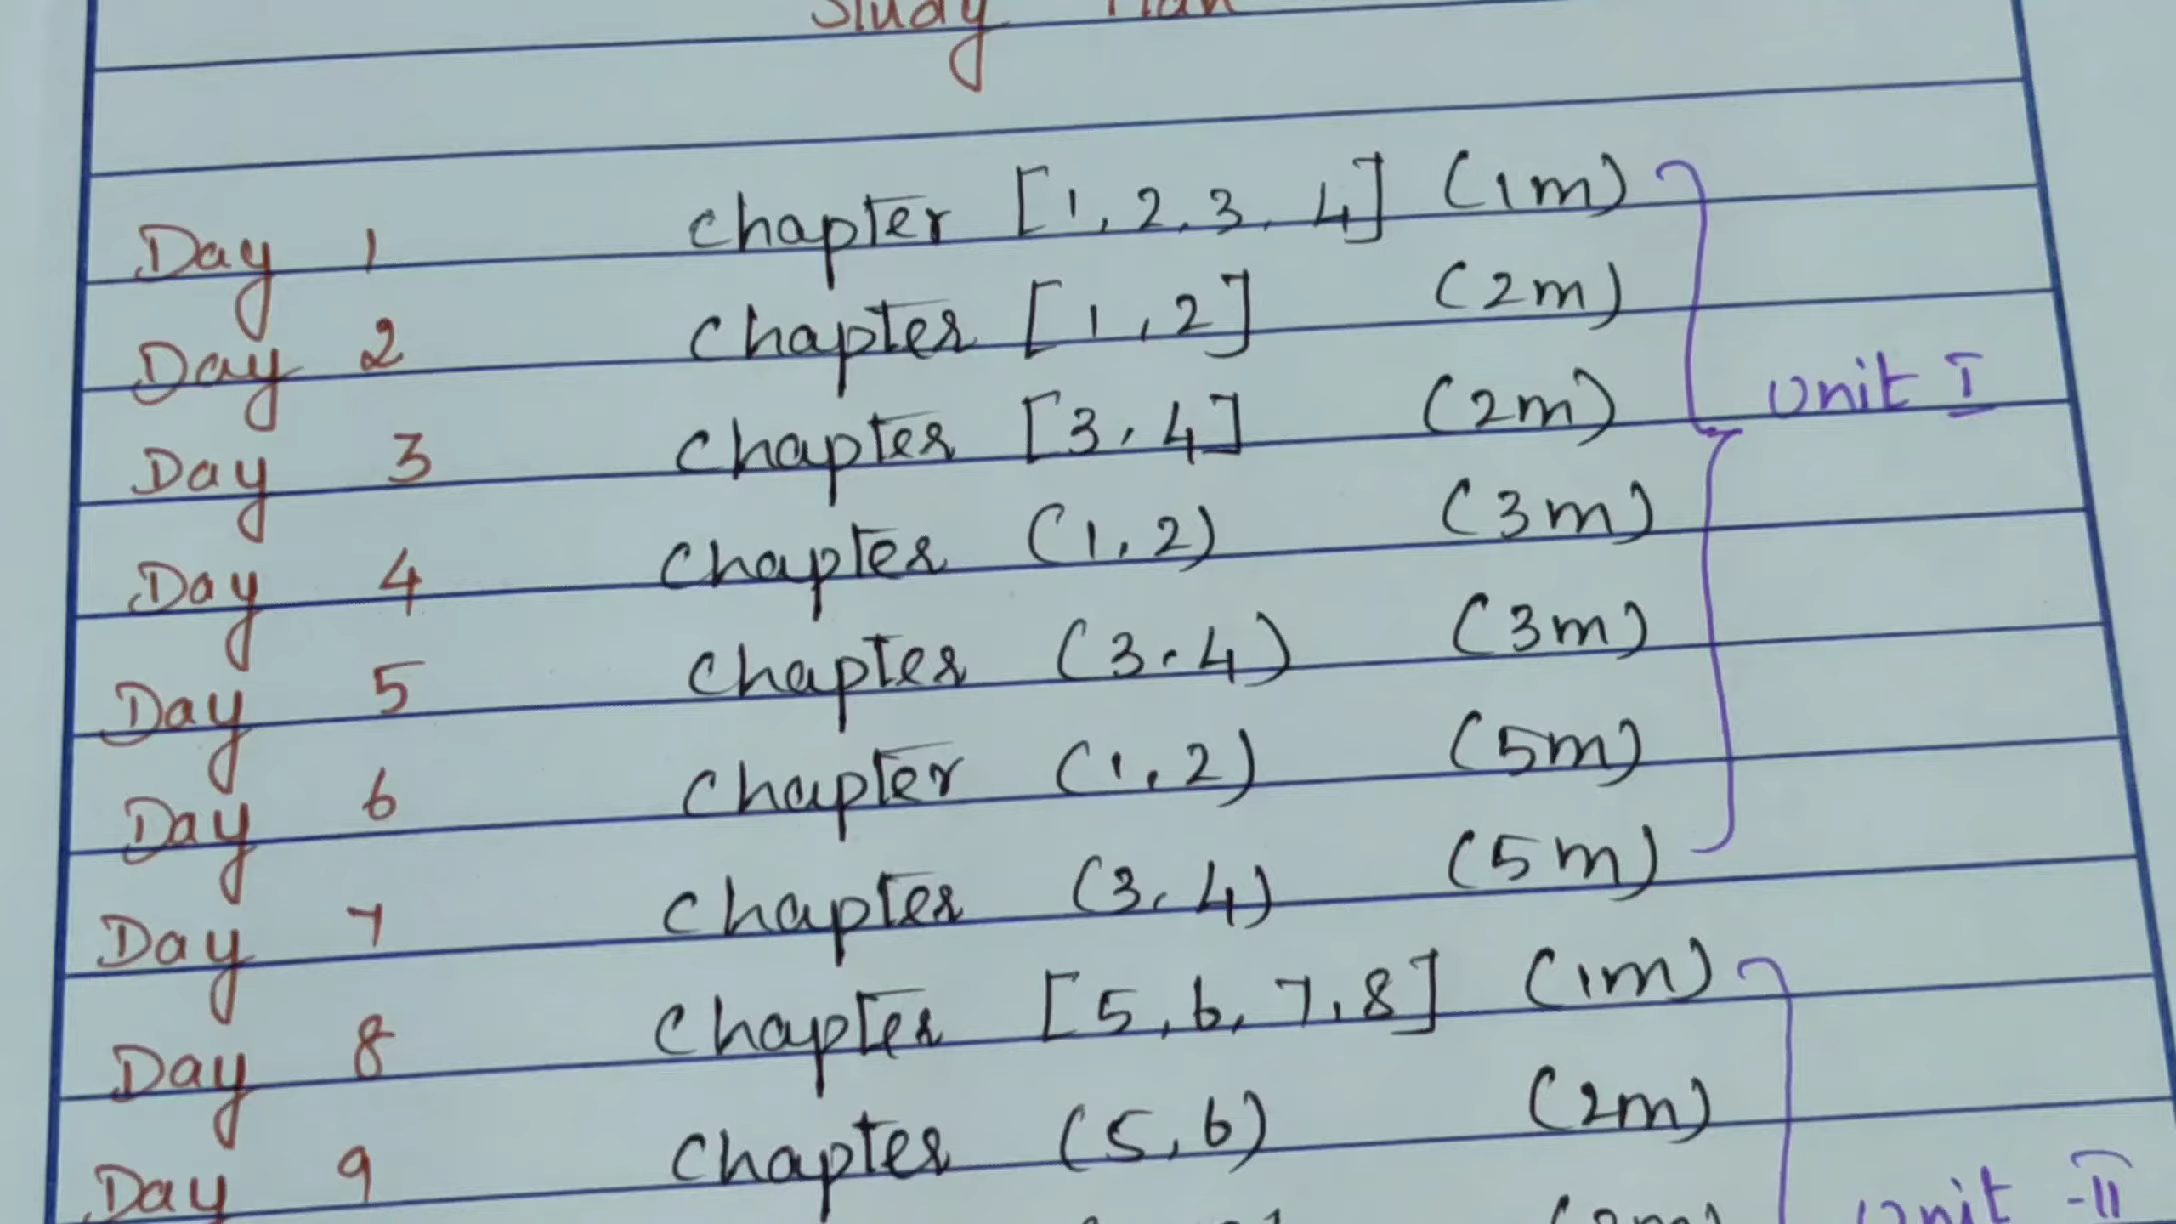 Study Plan
Day 1 chapter [1, 2, 3, 4] (1m)
Day 2 chapter [1, 2] (2m)
Unit I
Day 3 chapter [3, 4] (2m)
Day 4 chapter (1, 2) (3m)
Day 5 chapter (3, 4) (3m)
Day 6 chapter (1, 2) (5m)
Day 7 chapter (3, 4) (5m)
Day 8 chapter [5, 6, 7, 8] (1m)
Day 9 chapter (5, 6) (2m)
Unit -II